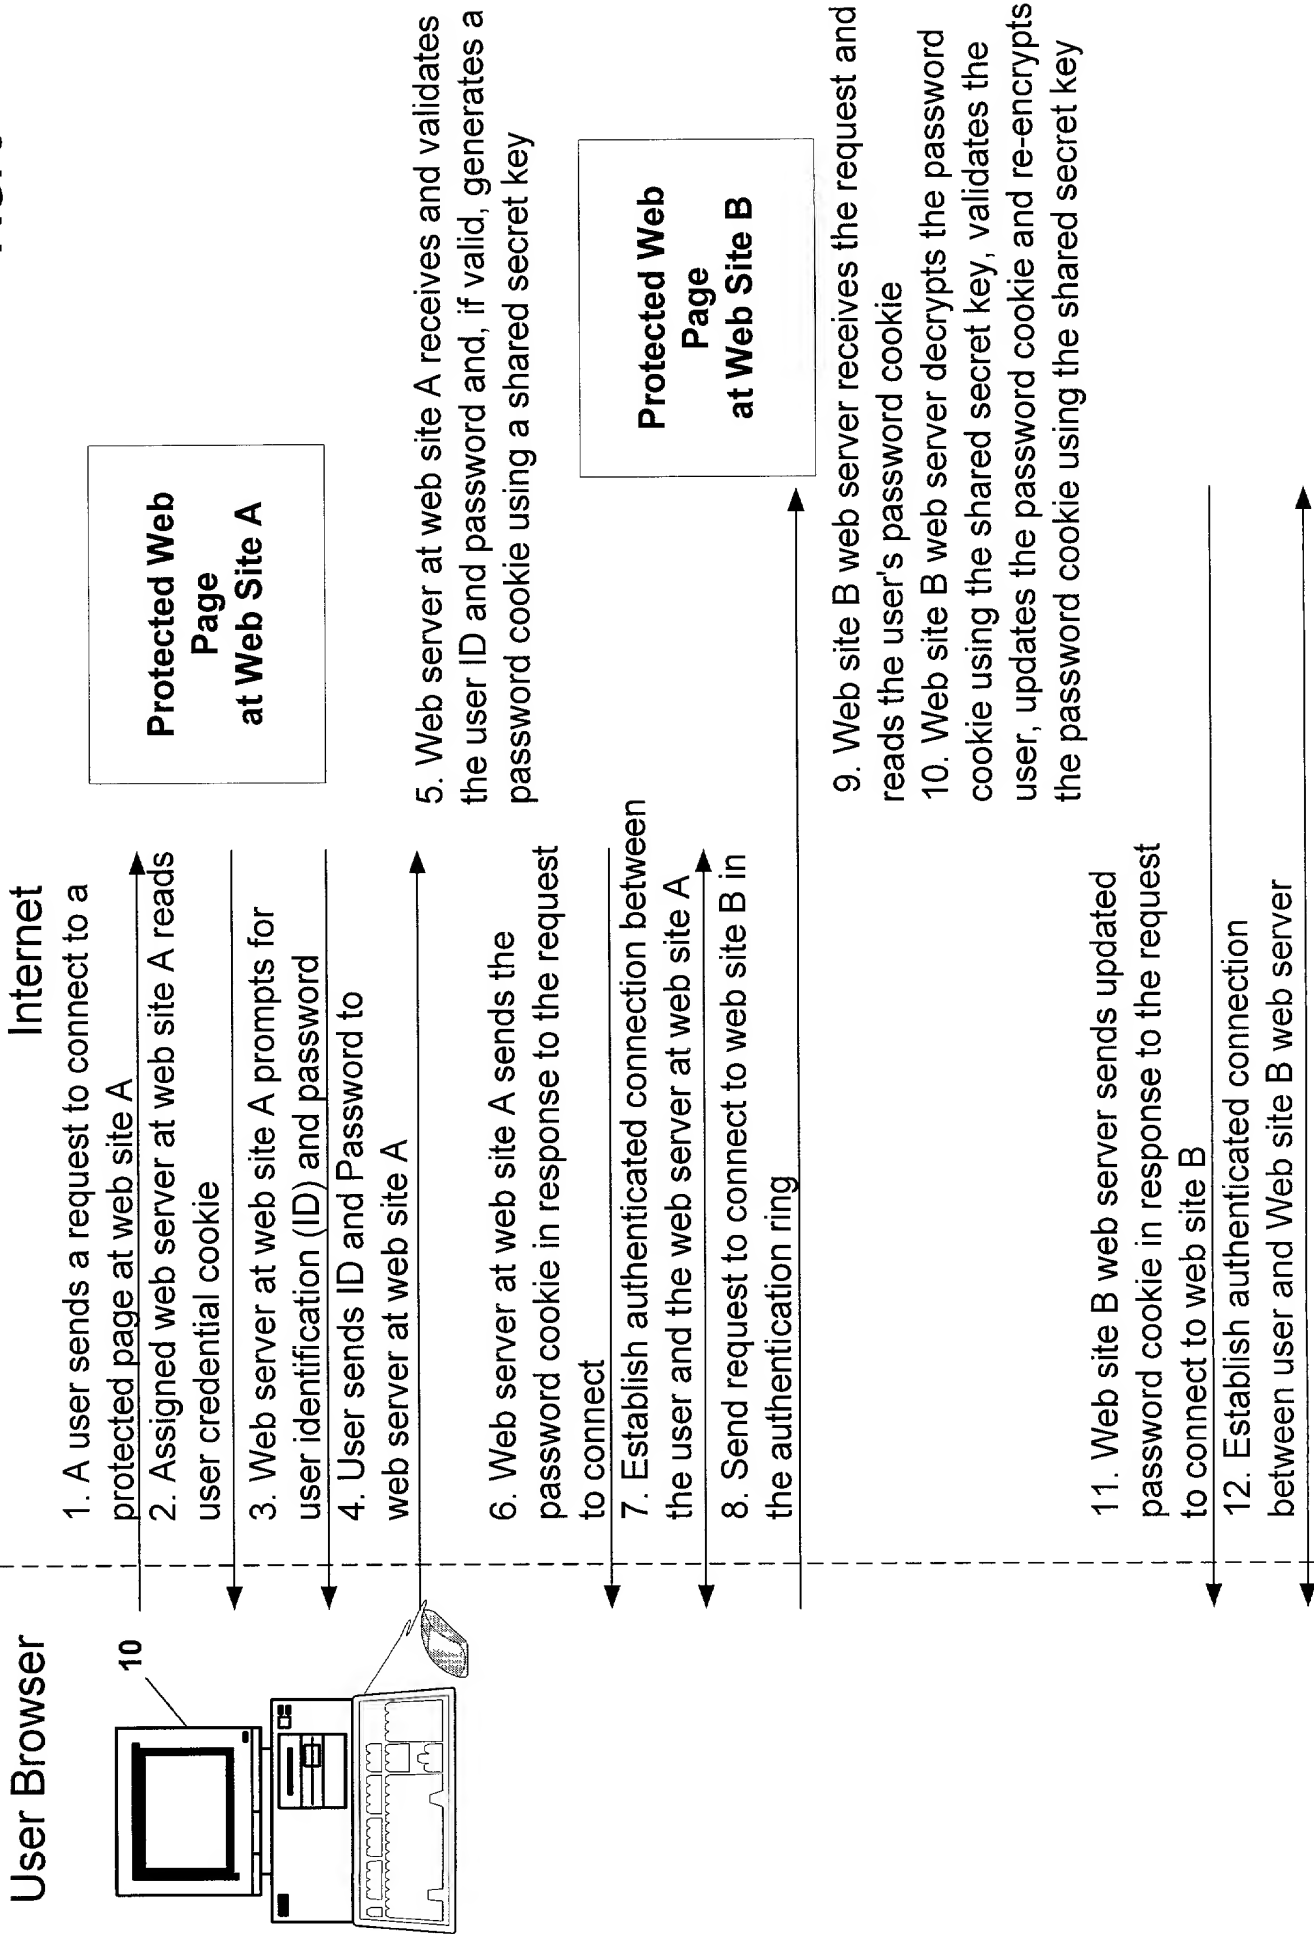 User Browser
Internet
10
1. A user sends a request to connect to a
protected page at web site A
2. Assigned web server at web site A reads
user credential cookie
3. Web server at web site A prompts for
user identification (ID) and password
4. User sends ID and Password to
web server at web site A
Protected Web
Page
at Web Site A
5. Web server at web site A receives and validates
the user ID and password and, if valid, generates a
password cookie using a shared secret key
6. Web server at web site A sends the
password cookie in response to the request
to connect
7. Establish authenticated connection between
the user and the web server at web site A
8. Send request to connect to web site B in
the authentication ring
Protected Web
Page
at Web Site B
9. Web site B web server receives the request and
reads the user's password cookie
10. Web site B web server decrypts the password
cookie using the shared secret key, validates the
user, updates the password cookie and re-encrypts
the password cookie using the shared secret key
11. Web site B web server sends updated
password cookie in response to the request
to connect to web site B
12. Establish authenticated connection
between user and Web site B web server